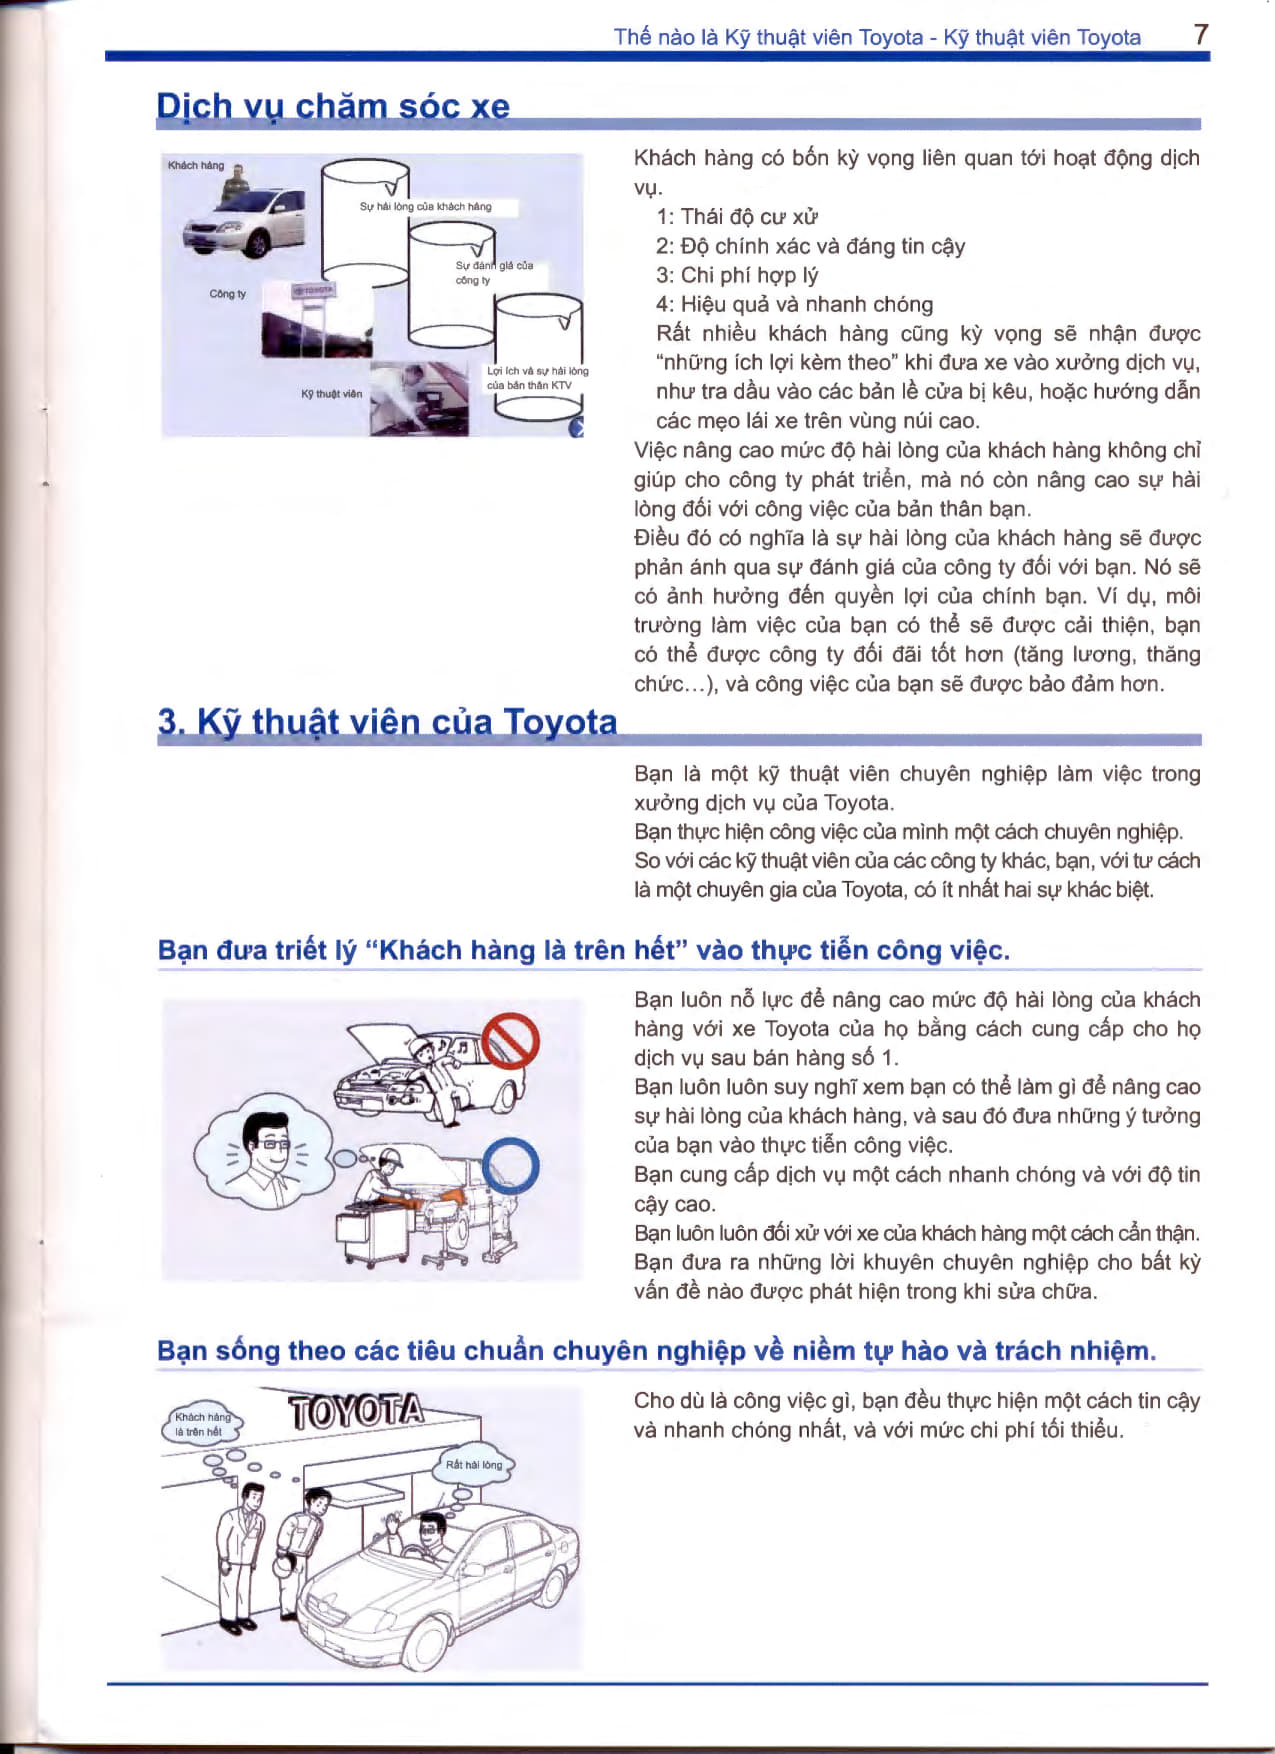 Thế nào là Kỹ thuật viên Toyota - Kỹ thuật viên Toyota 7
Dịch vụ chăm sóc xe
Khách hàng
Sự hài lòng của khách hàng
Sự đánh giá của
công ty
Công ty
TOYOTA
Lợi ích và sự hài lòng
của bản thân KTV
Kỹ thuật viên
Khách hàng có bốn kỳ vọng liên quan tới hoạt động dịch
vụ.
1: Thái độ cư xử
2: Độ chính xác và đáng tin cậy
3: Chi phí hợp lý
4: Hiệu quả và nhanh chóng
Rất nhiều khách hàng cũng kỳ vọng sẽ nhận được
“những ích lợi kèm theo” khi đưa xe vào xưởng dịch vụ,
như tra dầu vào các bản lề cửa bị kêu, hoặc hướng dẫn
các mẹo lái xe trên vùng núi cao.
Việc nâng cao mức độ hài lòng của khách hàng không chỉ
giúp cho công ty phát triển, mà nó còn nâng cao sự hài
lòng đối với công việc của bản thân bạn.
Điều đó có nghĩa là sự hài lòng của khách hàng sẽ được
phản ánh qua sự đánh giá của công ty đối với bạn. Nó sẽ
có ảnh hưởng đến quyền lợi của chính bạn. Ví dụ, môi
trường làm việc của bạn có thể sẽ được cải thiện, bạn
có thể được công ty đối đãi tốt hơn (tăng lương, thăng
chức...), và công việc của bạn sẽ được bảo đảm hơn.
3. Kỹ thuật viên của Toyota
Bạn là một kỹ thuật viên chuyên nghiệp làm việc trong
xưởng dịch vụ của Toyota.
Bạn thực hiện công việc của mình một cách chuyên nghiệp.
So với các kỹ thuật viên của các công ty khác, bạn, với tư cách
là một chuyên gia của Toyota, có ít nhất hai sự khác biệt.
Bạn đưa triết lý “Khách hàng là trên hết” vào thực tiễn công việc.
Bạn luôn nỗ lực để nâng cao mức độ hài lòng của khách
hàng với xe Toyota của họ bằng cách cung cấp cho họ
dịch vụ sau bán hàng số 1.
Bạn luôn luôn suy nghĩ xem bạn có thể làm gì để nâng cao
sự hài lòng của khách hàng, và sau đó đưa những ý tưởng
của bạn vào thực tiễn công việc.
Bạn cung cấp dịch vụ một cách nhanh chóng và với độ tin
cậy cao.
Bạn luôn luôn đối xử với xe của khách hàng một cách cẩn thận.
Bạn đưa ra những lời khuyên chuyên nghiệp cho bất kỳ
vấn đề nào được phát hiện trong khi sửa chữa.
Bạn sống theo các tiêu chuẩn chuyên nghiệp về niềm tự hào và trách nhiệm.
TOYOTA
Khách hàng
là trên hết
Rất hài lòng
Cho dù là công việc gì, bạn đều thực hiện một cách tin cậy
và nhanh chóng nhất, và với mức chi phí tối thiểu.